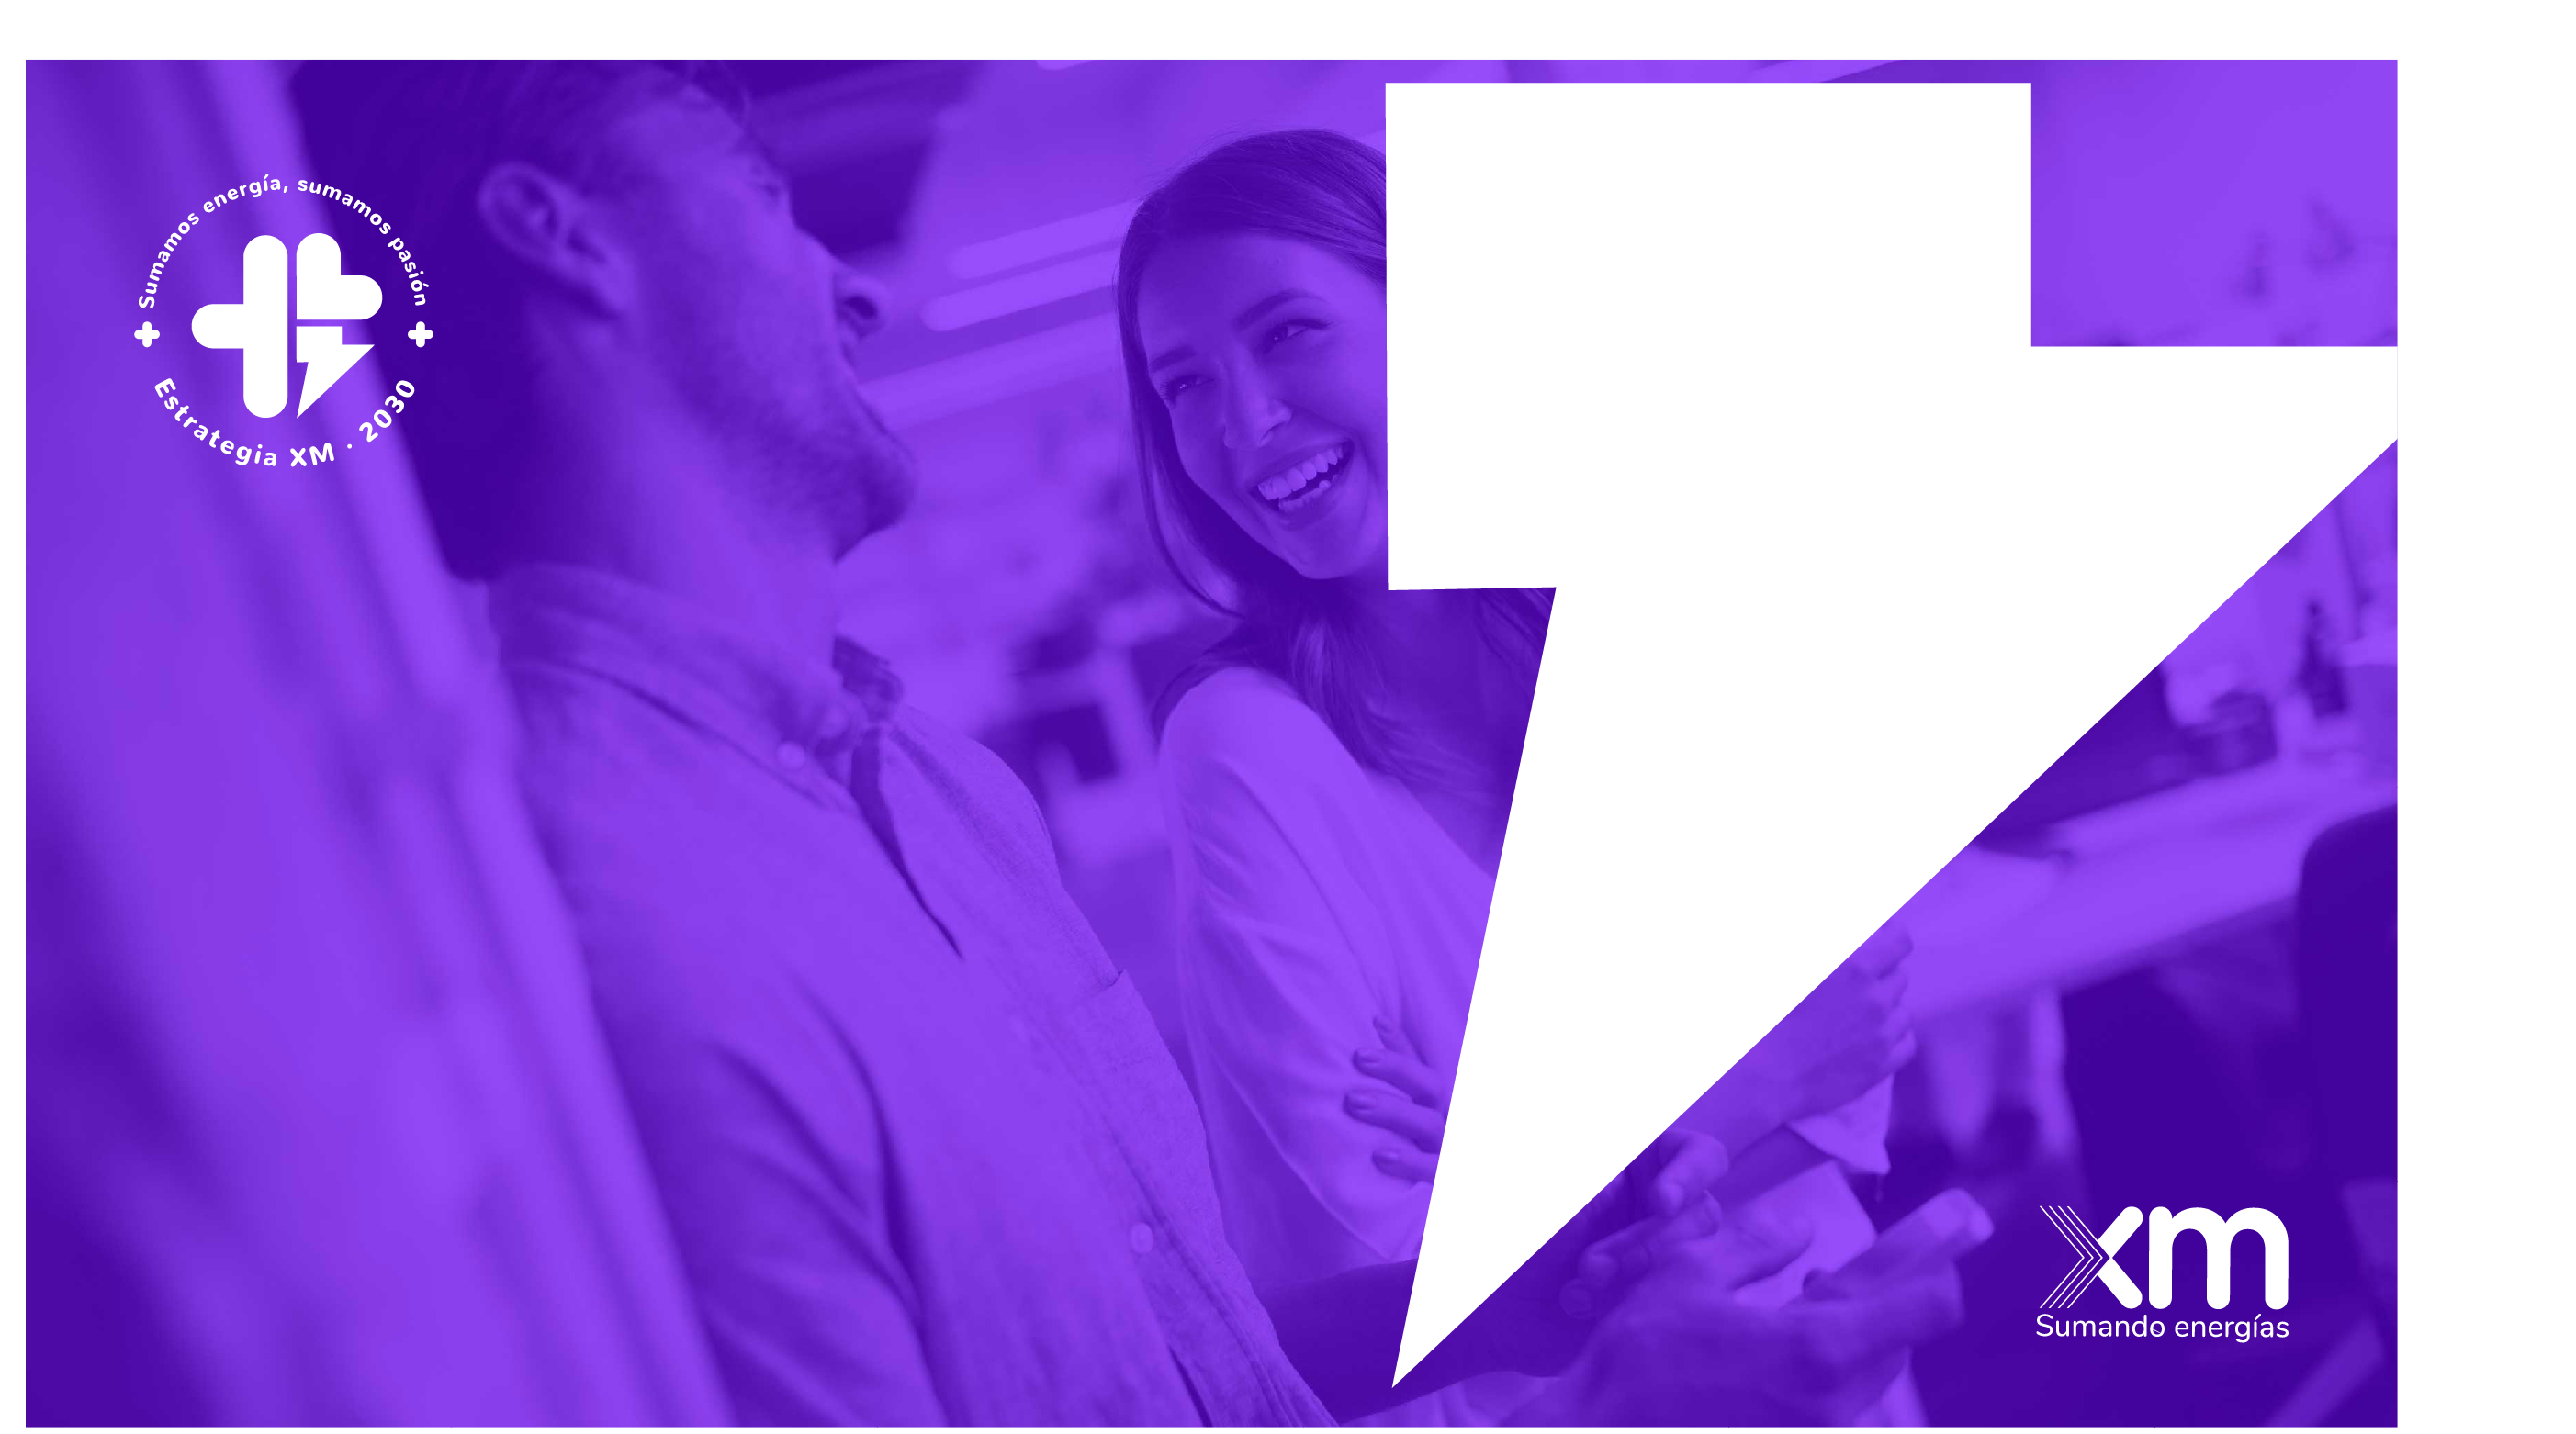 Sumamos energía, sumamos pasión
Estrategia XM · 2030
xm
Sumando energías